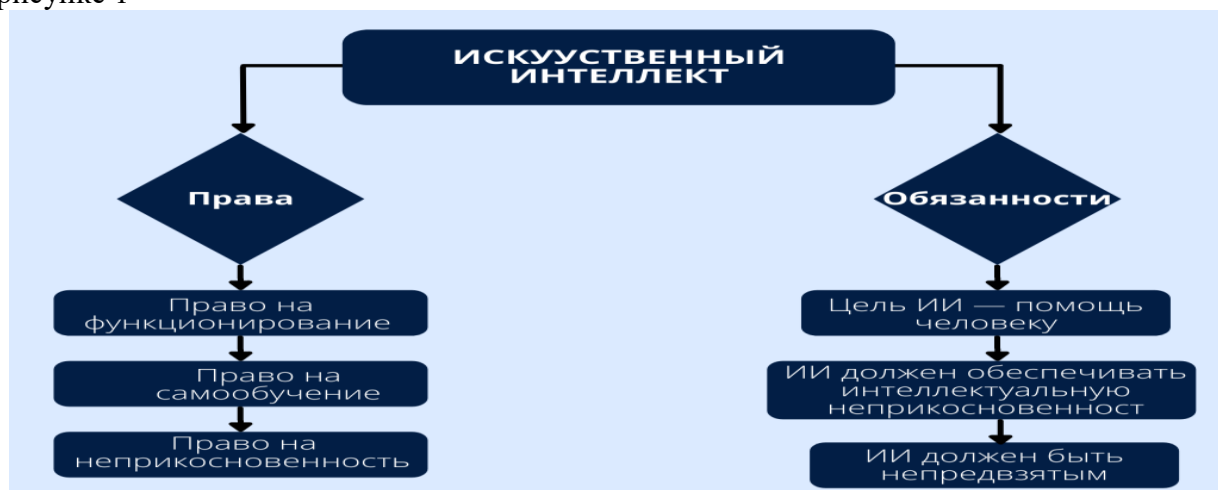 рисунке 1
ИСКУУСТВЕННЫЙ
ИНТЕЛЛЕКТ
Права
Обязанности
Право на
функционирование
Право на
самообучение
Право на
неприкосновенность
Цель ИИ — помощь
человеку
ИИ должен обеспечивать
интеллектуальную
неприкосновенност
ИИ должен быть
непредвзятым